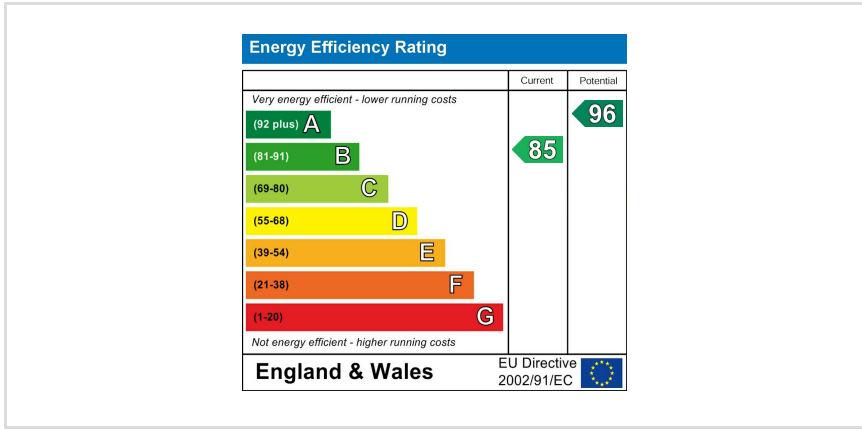 Energy Efficiency Rating
Current Potential
Very energy efficient - lower running costs
(92 plus) A
96
(81-91) B
85
(69-80) C
(55-68) D
(39-54) E
(21-38) F
(1-20) G
Not energy efficient - higher running costs
England & Wales
EU Directive
2002/91/EC